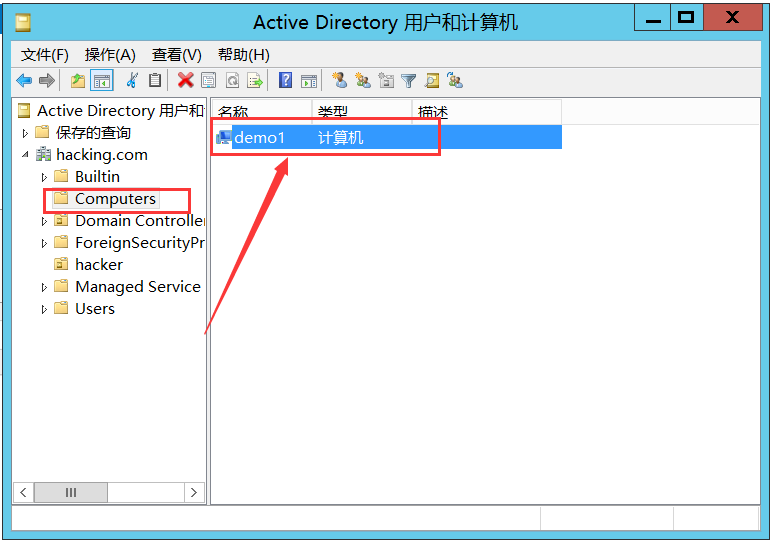 Active Directory 用户和计算机
文件(F) 操作(A) 查看(V) 帮助(H)
Active Directory 用户和
保存的查询
hacking.com
Builtin
Computers
Domain Controller
ForeignSecurityPr
hacker
Managed Service
Users
名称 类型 描述
demo1 计算机